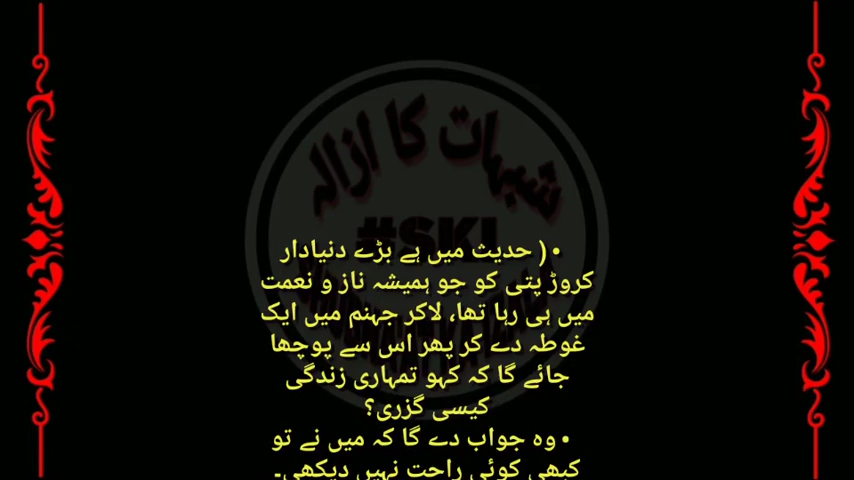 شبہات کا ازالہ
#SKI
• ( حدیث میں ہے بڑے دنیادار
کروڑ پتی کو جو ہمیشہ ناز و نعمت
میں ہی رہا تھا، لاکر جہنم میں ایک
غوطہ دے کر پھر اس سے پوچھا
جائے گا کہ کہو تمہاری زندگی
کیسی گزری؟
• وہ جواب دے گا کہ میں نے تو
کبھی کوئی راحت نہیں دیکھی۔